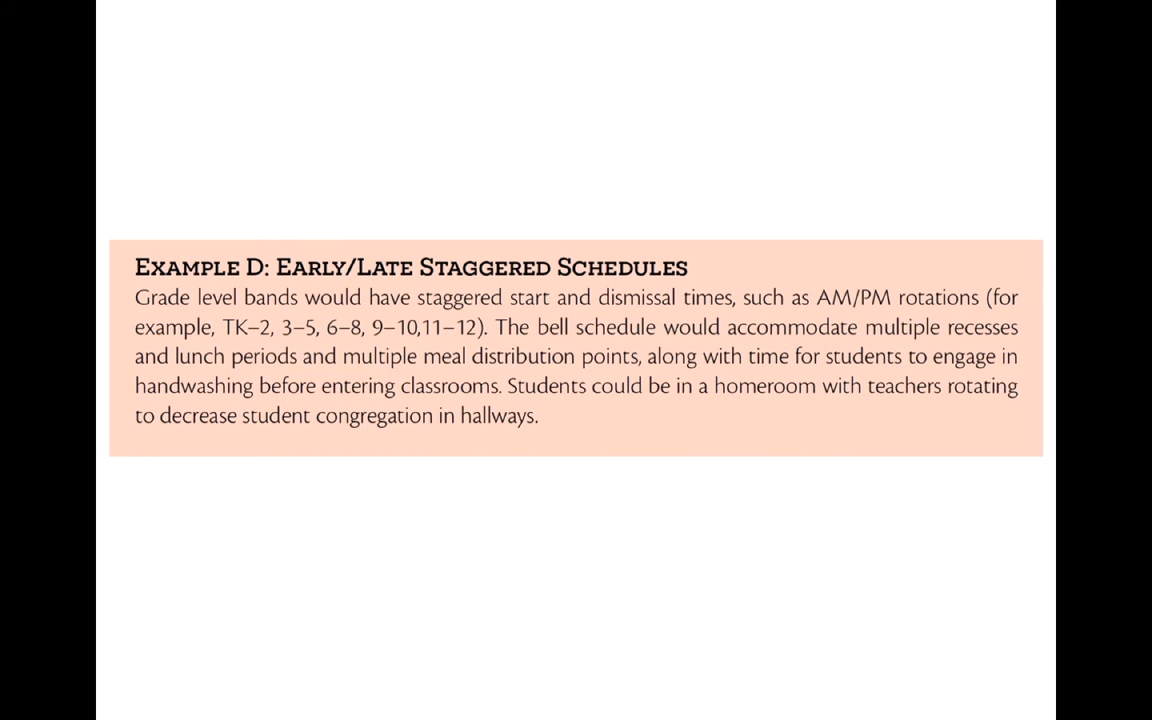 Example D: Early/Late Staggered Schedules
Grade level bands would have staggered start and dismissal times, such as AM/PM rotations (for
example, TK–2, 3–5, 6–8, 9–10,11–12). The bell schedule would accommodate multiple recesses
and lunch periods and multiple meal distribution points, along with time for students to engage in
handwashing before entering classrooms. Students could be in a homeroom with teachers rotating
to decrease student congregation in hallways.